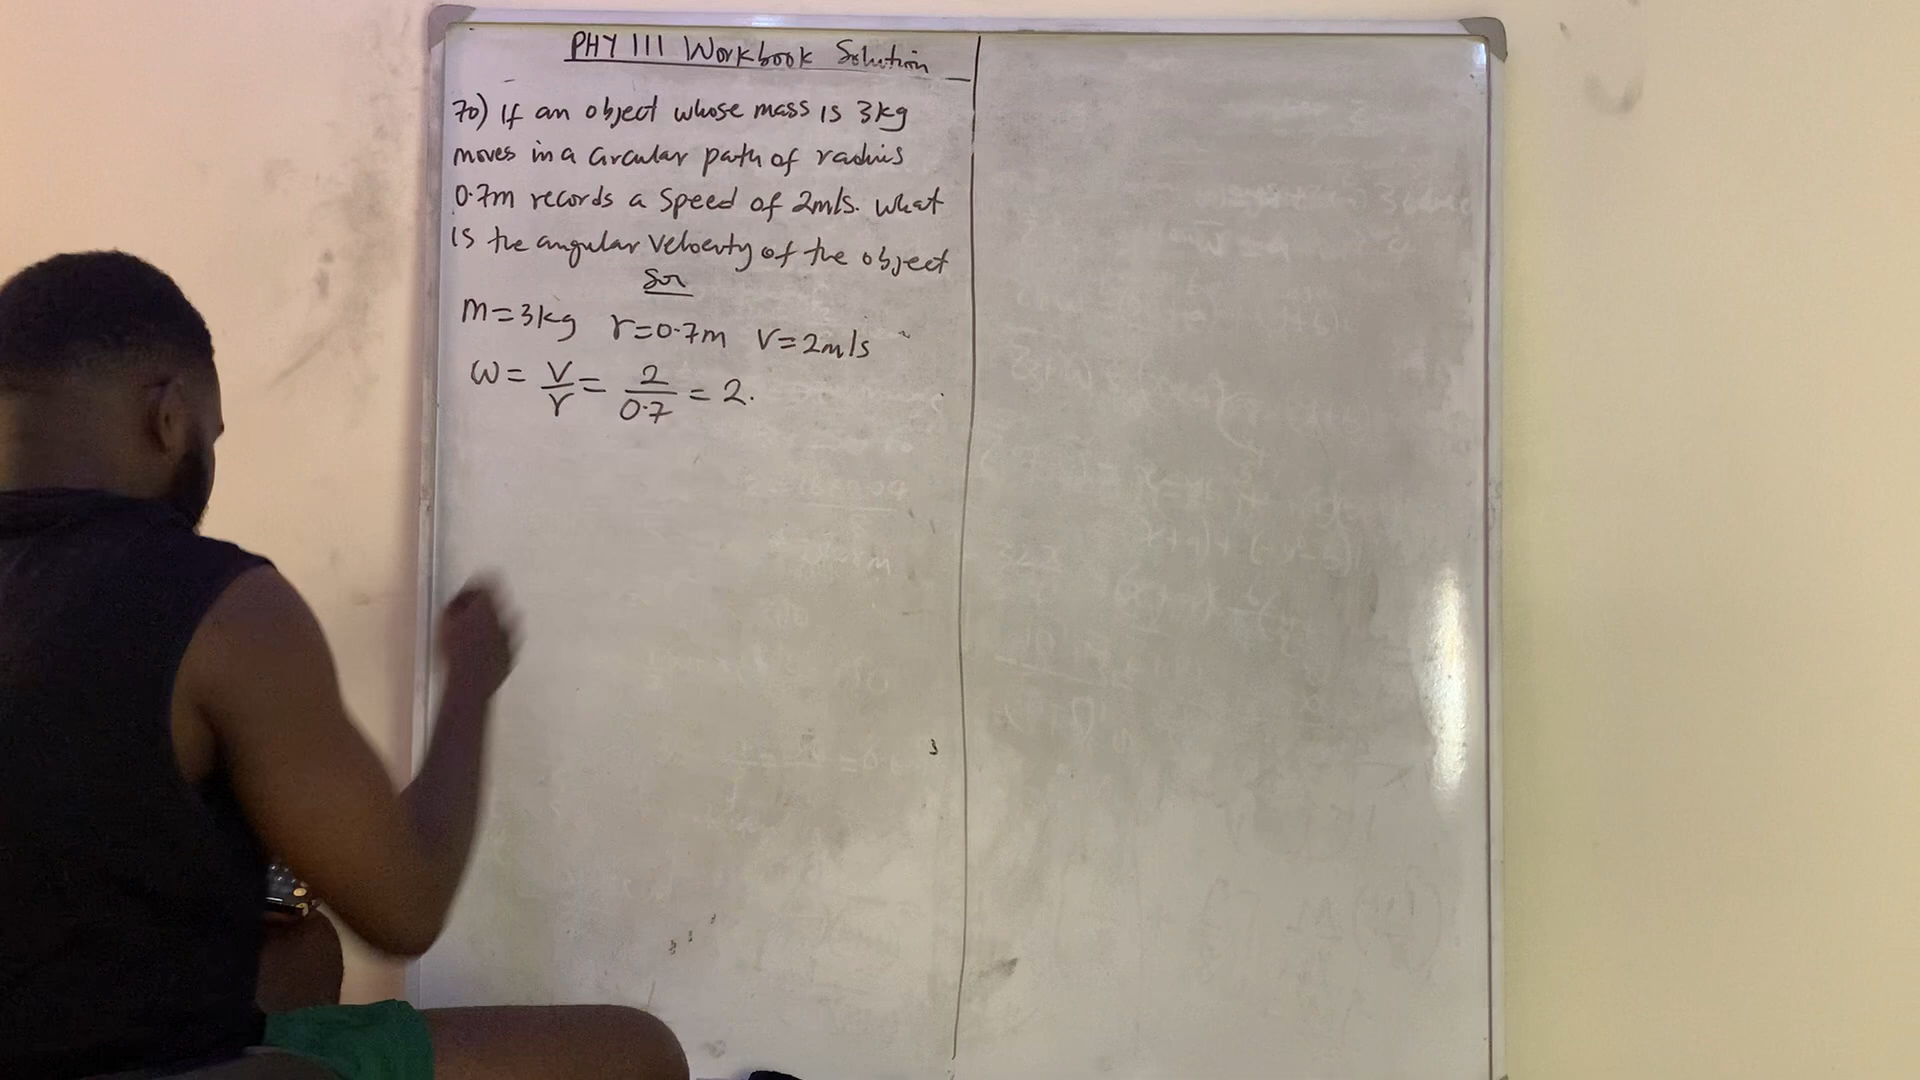 PHY 111 Workbook Solution
70) If an object whose mass is 3kg
moves in a circular path of radius
0.7m records a speed of 2m/s. What
is the angular velocity of the object
Sol
m=3kg r=0.7m V=2m/s
ω= V/r = 2/0.7 = 2.